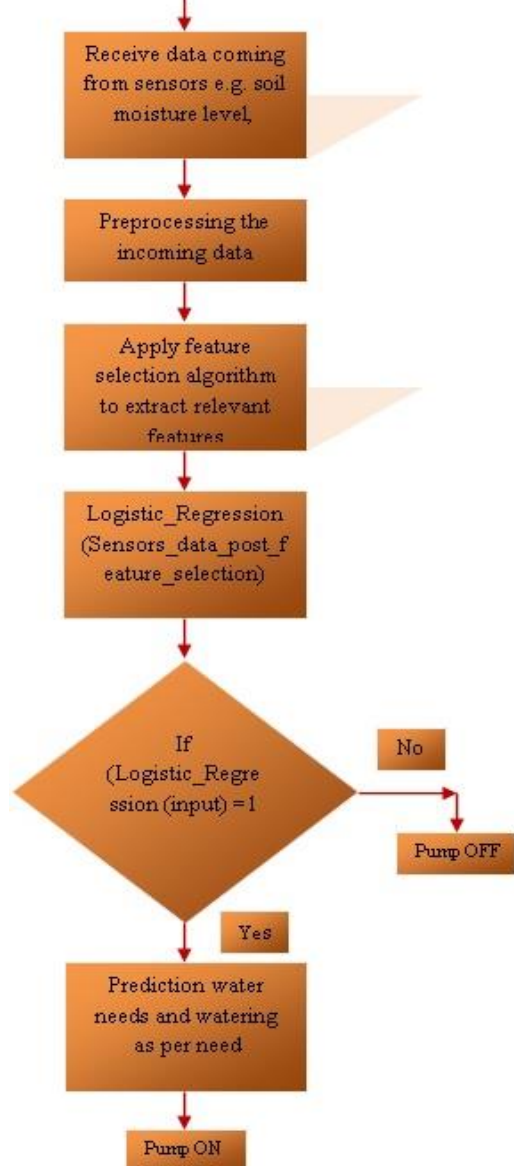 Receive data coming
from sensors e.g. soil
moisture level,
Preprocessing the
incoming data
Apply feature
selection algorithm
to extract relevant
features
Logistic_Regression
(Sensors_data_post_f
eature_selection)
If
(Logistic_Regre
ssion (input) =1
No
Pump OFF
Yes
Prediction water
needs and watering
as per need
Pump ON